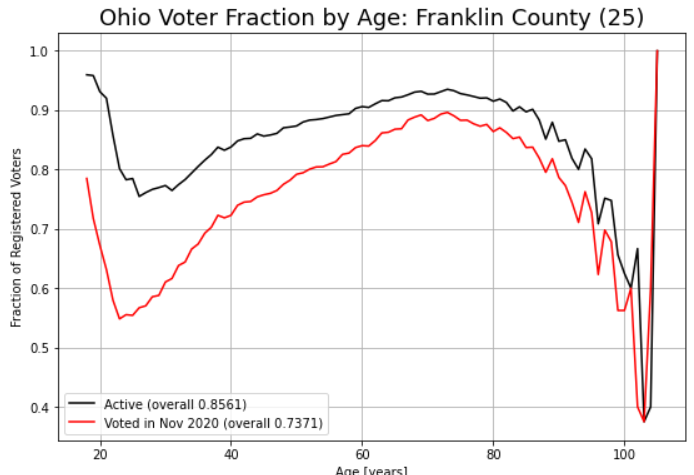 Ohio Voter Fraction by Age: Franklin County (25)
Fraction of Registered Voters
1.0
0.9
0.8
0.7
0.6
0.5
0.4
Active (overall 0.8561)
Voted in Nov 2020 (overall 0.7371)
20 40 60 80 100
Age [years]